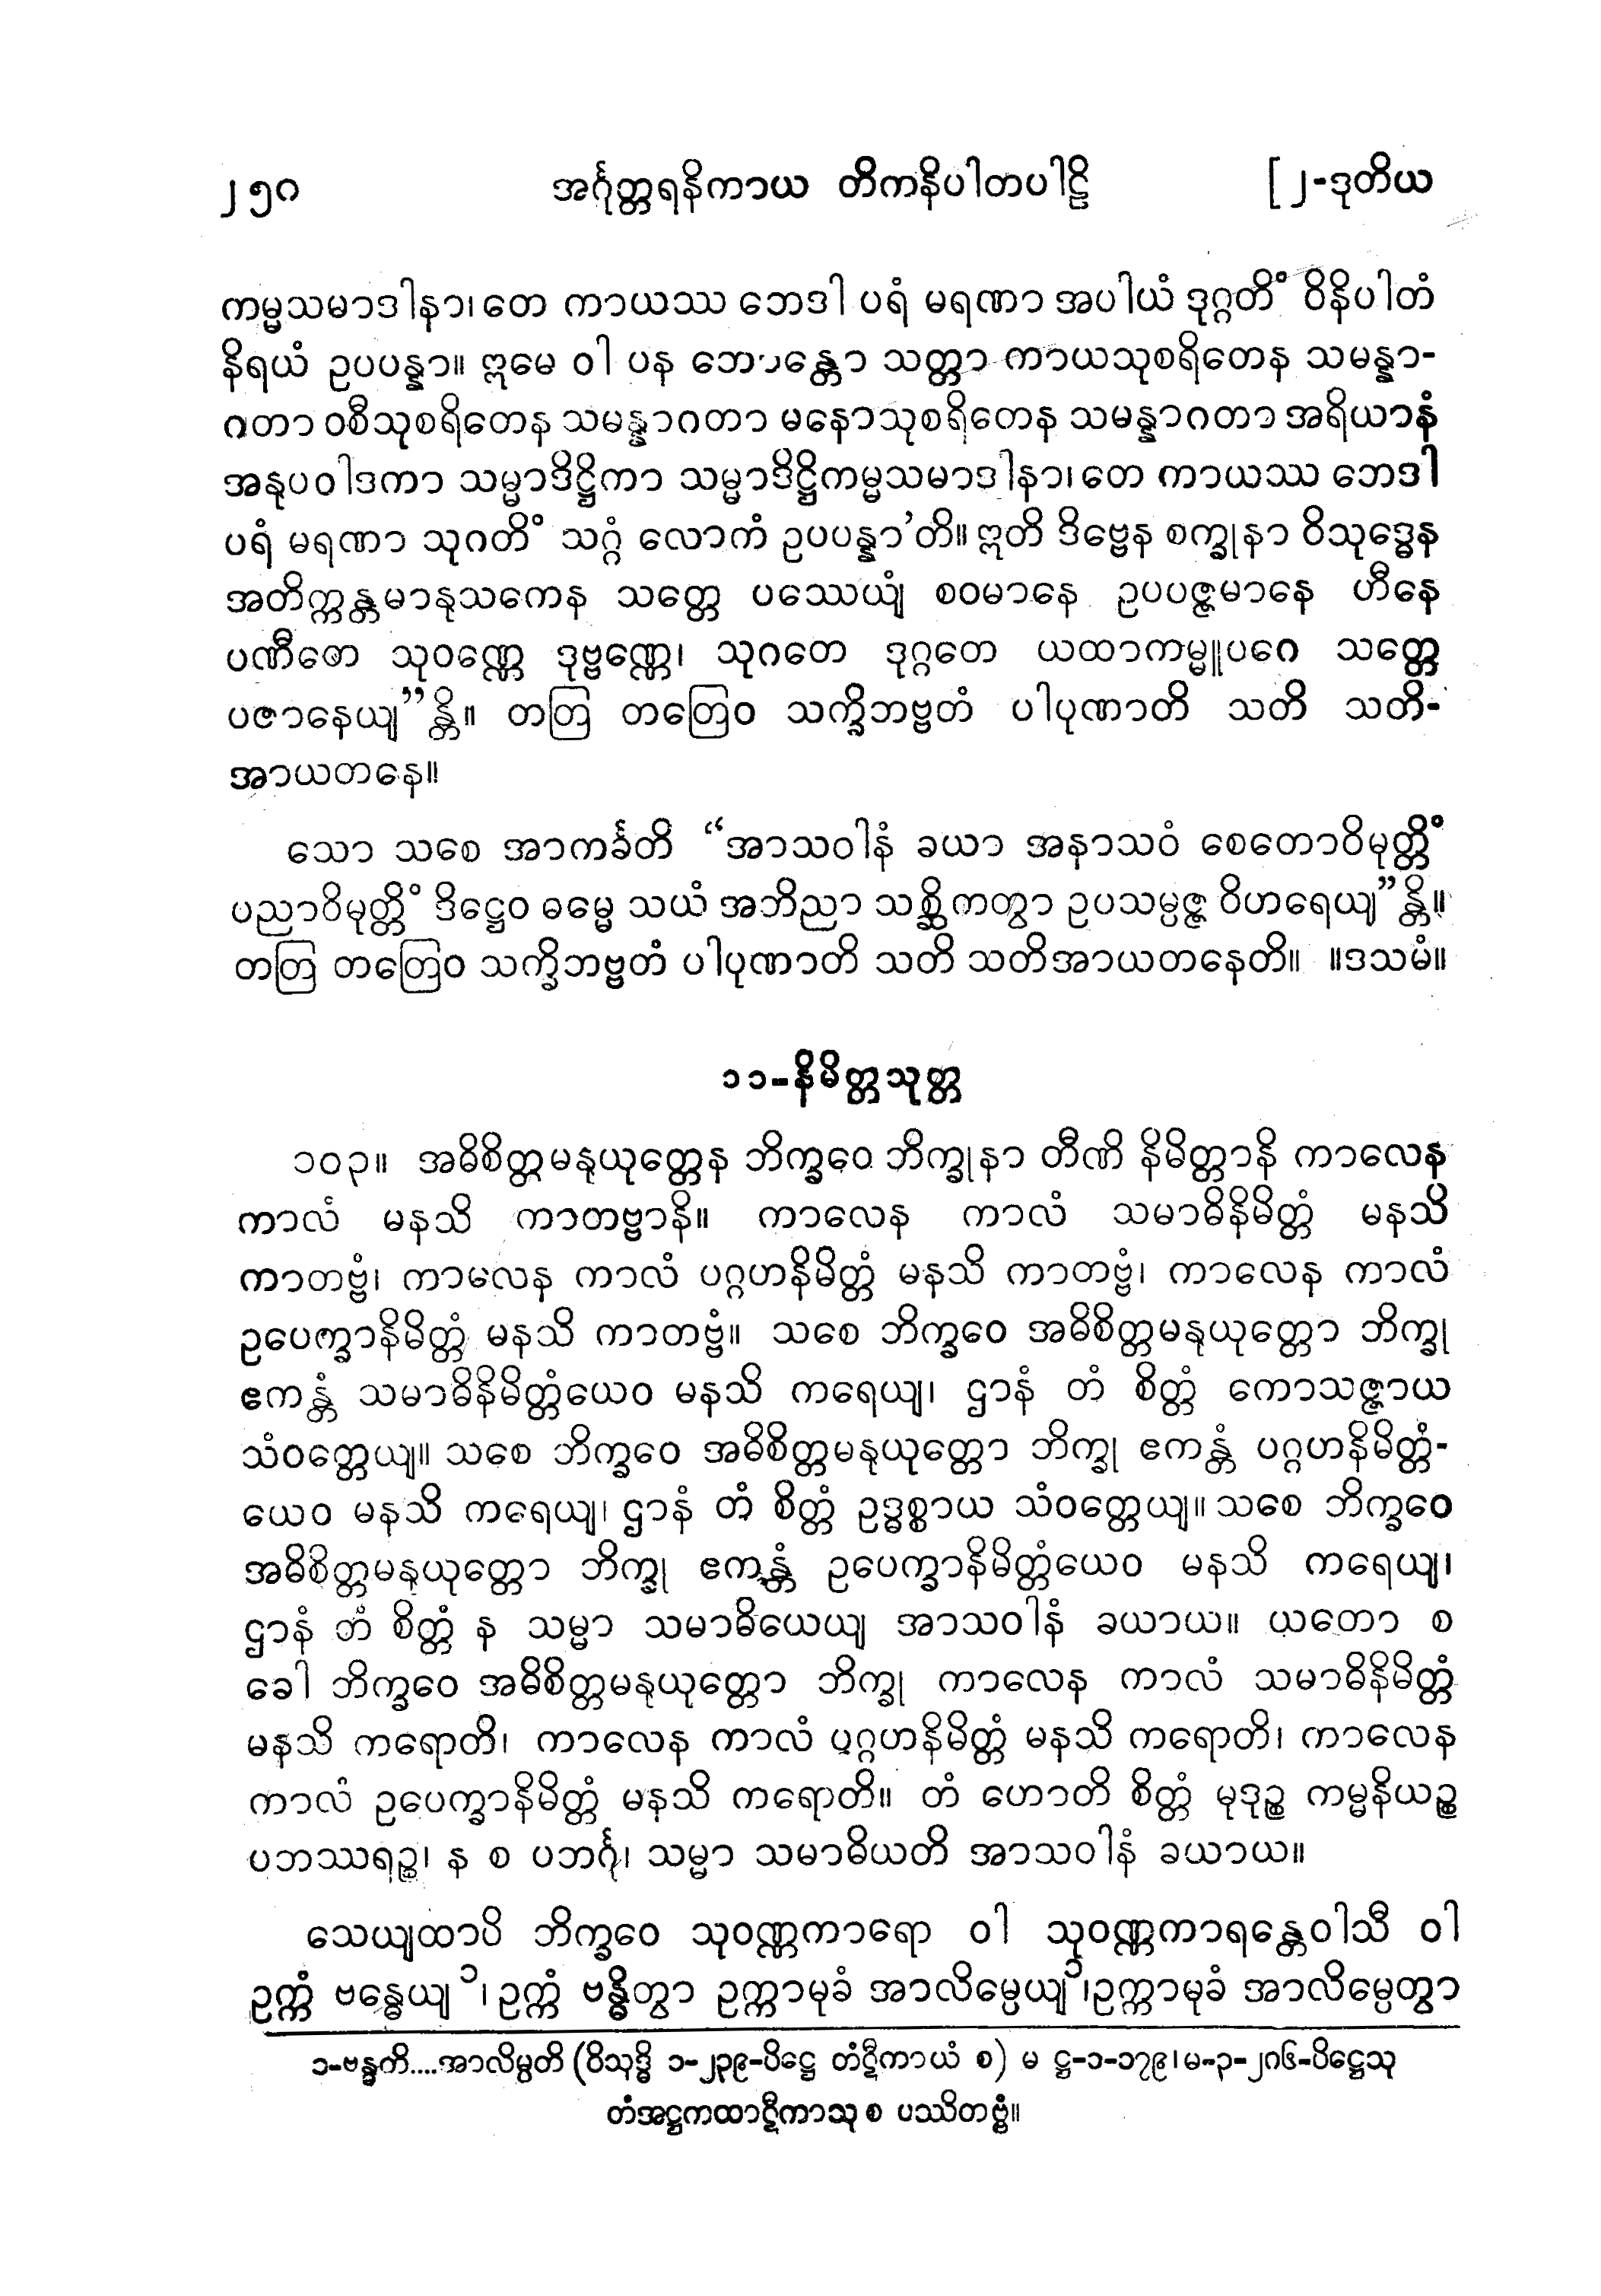 ၂၅၀ အင်္ဂုတ္တရနိကာယ တိကနိပါတပါဠိ [၂-ဒုတိယ
ကမ္မသမာဒါနာ၊ တေ ကာယဿ ဘေဒါ ပရံ မရဏာ အပါယံ ဒုဂ္ဂတိံ ဝိနိပါတံ
နိရယံ ဥပပန္နာ။ ဣမေ ဝါ ပန ဘောန္တော သတ္တာ ကာယသုစရိတေန သမန္နာ-
ဂတာ ဝစီသုစရိတေန သမန္နာဂတာ မနောသုစရိတေန သမန္နာဂတာ အရိယာနံ
အနုပဝါဒကာ သမ္မာဒိဋ္ဌိကာ သမ္မာဒိဋ္ဌိကမ္မသမာဒါနာ၊ တေ ကာယဿ ဘေဒါ
ပရံ မရဏာ သုဂတိံ သဂ္ဂံ လောကံ ဥပပန္နာ’တိ။ ဣတိ ဒိဗ္ဗေန စက္ခုနာ ဝိသုဒ္ဓေန
အတိက္ကန္တမာနုသကေန သတ္တေ ပဿေယျံ စဝမာနေ ဥပပဇ္ဇမာနေ ဟီနေ
ပဏီတေ သုဝဏ္ဏေ ဒုဗ္ဗဏ္ဏေ၊ သုဂတေ ဒုဂ္ဂတေ ယထာကမ္မူပဂေ သတ္တေ
ပဇာနေယျ”န္တိ။ တတြ တတြေဝ သက္ခိဘဗ္ဗတံ ပါပုဏာတိ သတိ သတိ-
အာယတနေ။
သော သစေ အာကင်္ခတိ “အာသဝါနံ ခယာ အနာသဝံ စေတောဝိမုတ္တိံ
ပညာဝိမုတ္တိံ ဒိဋ္ဌေဝ ဓမ္မေ သယံ အဘိညာ သစ္ဆိကတွာ ဥပသမ္ပဇ္ဇ ဝိဟရေယျ”န္တိ။
တတြ တတြေဝ သက္ခိဘဗ္ဗတံ ပါပုဏာတိ သတိ သတိအာယတနေတိ။ ။ဒသမံ။
၁၁-နိမိတ္တသုတ္တ
၁၀၃။ အဓိစိတ္တမနုယုတ္တေန ဘိက္ခဝေ ဘိက္ခုနာ တီဏိ နိမိတ္တာနိ ကာလေန
ကာလံ မနသိ ကာတဗ္ဗာနိ။ ကာလေန ကာလံ သမာဓိနိမိတ္တံ မနသိ
ကာတဗ္ဗံ၊ ကာလေန ကာလံ ပဂ္ဂဟနိမိတ္တံ မနသိ ကာတဗ္ဗံ၊ ကာလေန ကာလံ
ဥပေက္ခာနိမိတ္တံ မနသိ ကာတဗ္ဗံ။ သစေ ဘိက္ခဝေ အဓိစိတ္တမနုယုတ္တော ဘိက္ခု
ဧကန္တံ သမာဓိနိမိတ္တံယေဝ မနသိ ကရေယျ၊ ဌာနံ တံ စိတ္တံ ကောသဇ္ဇာယ
သံဝတ္တေယျ။ သစေ ဘိက္ခဝေ အဓိစိတ္တမနုယုတ္တော ဘိက္ခု ဧကန္တံ ပဂ္ဂဟနိမိတ္တံ-
ယေဝ မနသိ ကရေယျ၊ ဌာနံ တံ စိတ္တံ ဥဒ္ဓစ္စာယ သံဝတ္တေယျ။ သစေ ဘိက္ခဝေ
အဓိစိတ္တမနုယုတ္တော ဘိက္ခု ဧကန္တံ ဥပေက္ခာနိမိတ္တံယေဝ မနသိ ကရေယျ၊
ဌာနံ တံ စိတ္တံ န သမ္မာ သမာဓိယေယျ အာသဝါနံ ခယာယ။ ယတော စ
ခေါ ဘိက္ခဝေ အဓိစိတ္တမနုယုတ္တော ဘိက္ခု ကာလေန ကာလံ သမာဓိနိမိတ္တံ
မနသိ ကရောတိ၊ ကာလေန ကာလံ ပဂ္ဂဟနိမိတ္တံ မနသိ ကရောတိ၊ ကာလေန
ကာလံ ဥပေက္ခာနိမိတ္တံ မနသိ ကရောတိ။ တံ ဟောတိ စိတ္တံ မုဒုဉ္စ ကမ္မနိယဉ္စ
ပဘဿရဉ္စ၊ န စ ပဘင်္ဂု၊ သမ္မာ သမာဓိယတိ အာသဝါနံ ခယာယ။
သေယျထာပိ ဘိက္ခဝေ သုဝဏ္ဏကာရော ဝါ သုဝဏ္ဏကာရန္တေဝါသီ ဝါ
ဥက္ကံ ဗန္ဓေယျ ၁၊ ဥက္ကံ ဗန္ဓိတွာ ဥက္ကာမုခံ အာလိမ္ပေယျ ၁၊ဥက္ကာမုခံ အာလိမ္ပေတွာ
၁-ဗန္ဓတိ....အာလိမ္ပတိ (ဝိသုဒ္ဓိ ၁-၂၃၉-ပိဋ္ဌေ တံဋီကာယံ စ) မ ဋ္ဌ-၁-၁၇၉၊မ-၃-၂၈၆-ပိဋ္ဌေသု
တံအဋ္ဌကထာဋီကာသု စ ပဿိတဗ္ဗံ။